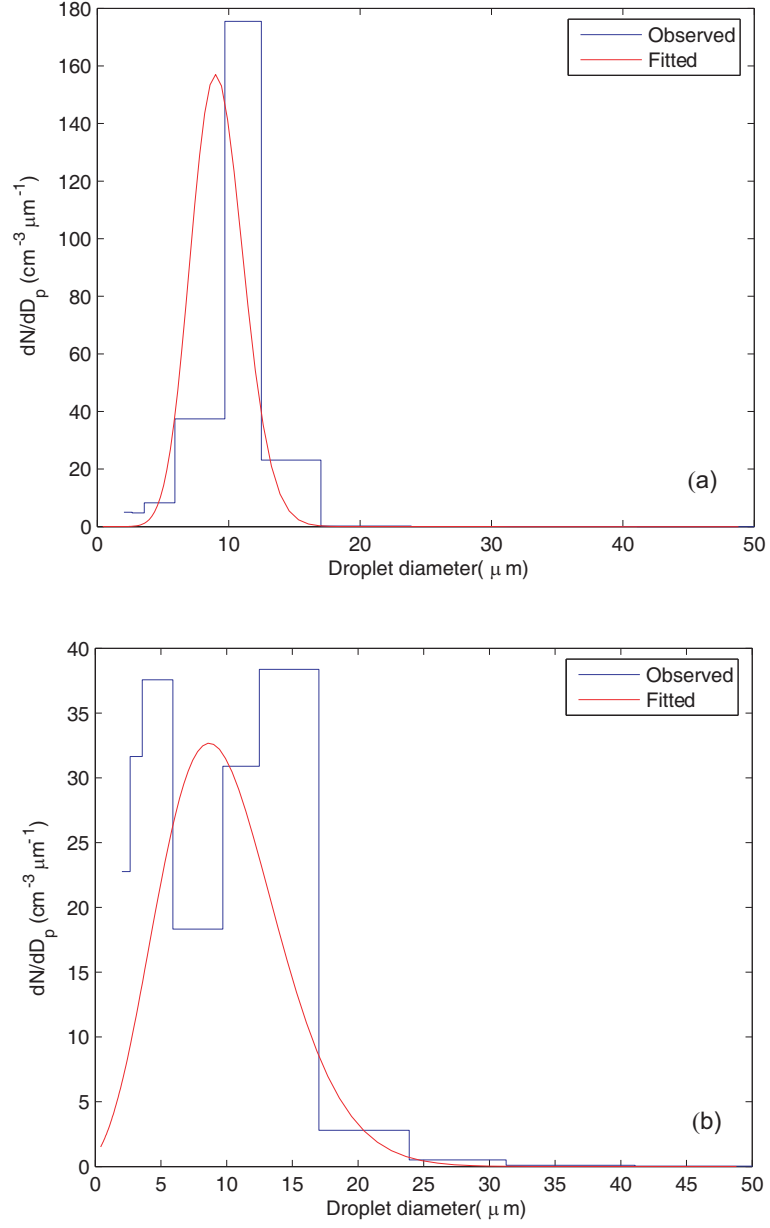 180
160
140
120
100
80
60
40
20
0
dN/dD_p (cm^-3 μm^-1)
Observed
Fitted
(a)
0 10 20 30 40 50
Droplet diameter( μ m)
40
35
30
25
20
15
10
5
0
dN/dD_p (cm^-3 μm^-1)
Observed
Fitted
(b)
0 5 10 15 20 25 30 35 40 45 50
Droplet diameter( μ m)